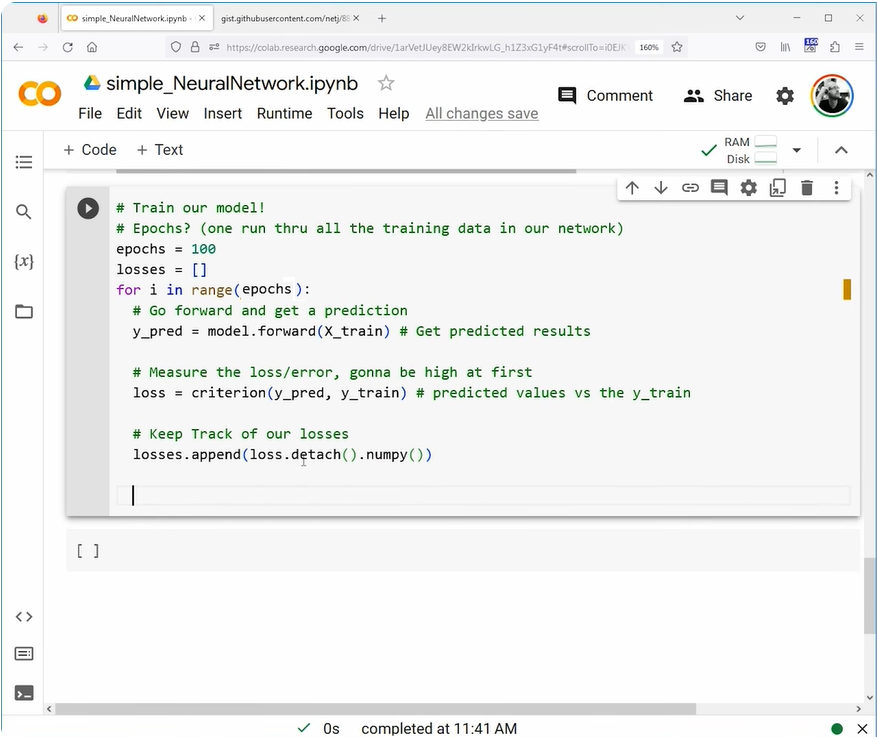 simple_NeuralNetwork.ipynb -
gist.githubusercontent.com/netj/88
https://colab.research.google.com/drive/
160%
160
simple_NeuralNetwork.ipynb
Comment
Share
File Edit View Insert Runtime Tools Help All changes save
+ Code + Text
RAM
Disk
{x}
# Train our model!
# Epochs? (one run thru all the training data in our network)
epochs = 100
losses = []
for i in range(epochs ):
# Go forward and get a prediction
y_pred = model.forward(X_train) # Get predicted results
# Measure the loss/error, gonna be high at first
loss = criterion(y_pred, y_train) # predicted values vs the y_train
# Keep Track of our losses
losses.append(loss.detach().numpy())
[ ]
0s completed at 11:41 AM